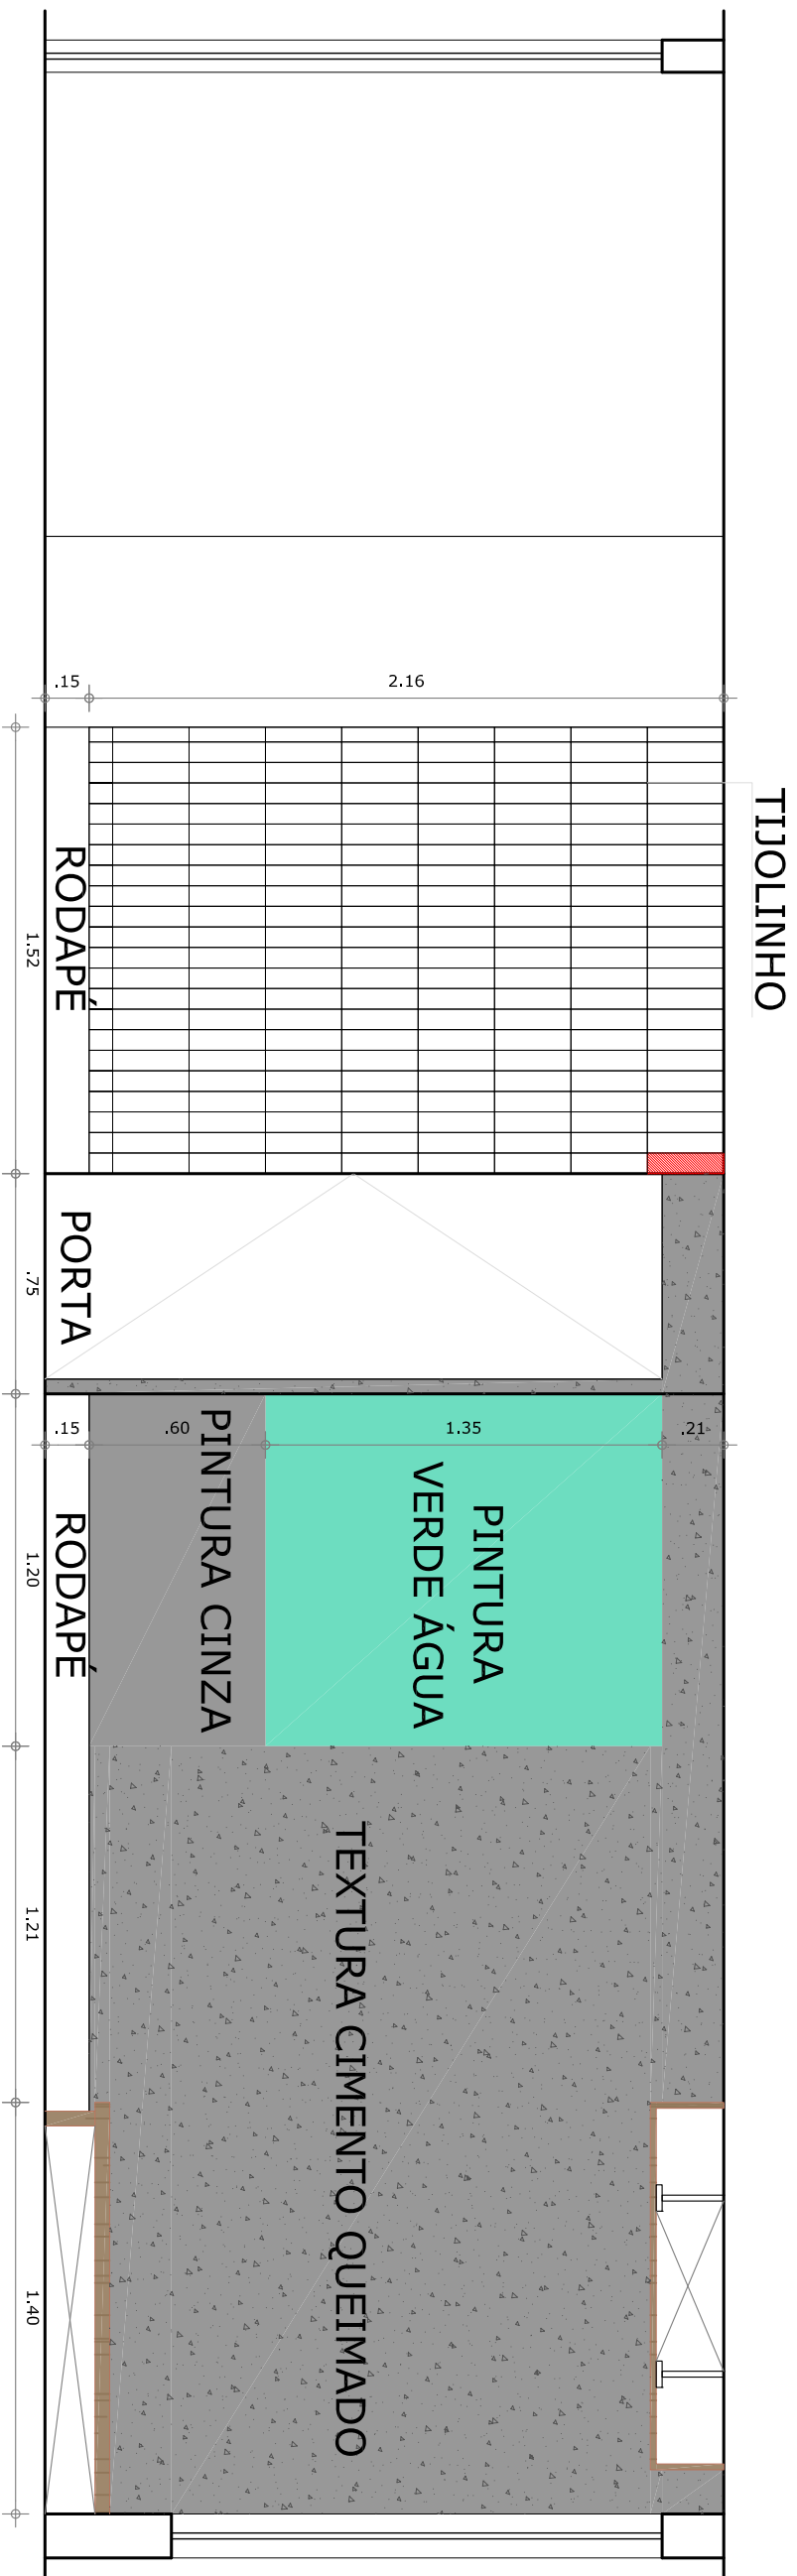 .15
2.16
TIJOLINHO
RODAPÉ
1.52
PORTA
.75
.15
.60
1.35
.21
PINTURA
VERDE ÁGUA
PINTURA CINZA
RODAPÉ
1.20
TEXTURA CIMENTO QUEIMADO
1.21
1.40